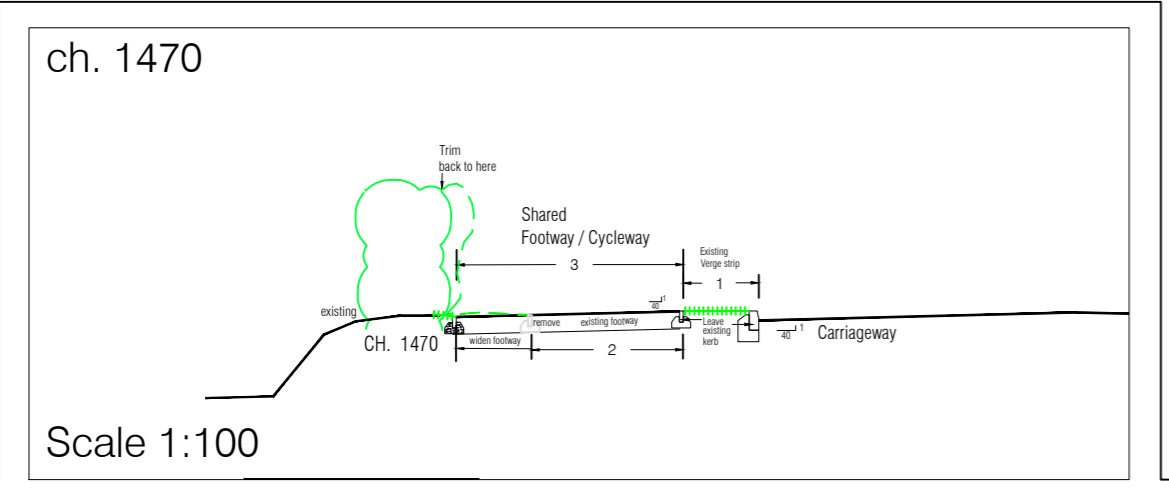 ch. 1470
Trim
back to here
Shared
Footway / Cycleway
3
Existing
Verge strip
1
existing
1
40
remove
existing footway
Leave
existing
kerb
1
40
Carriageway
CH. 1470
widen footway
2
Scale 1:100